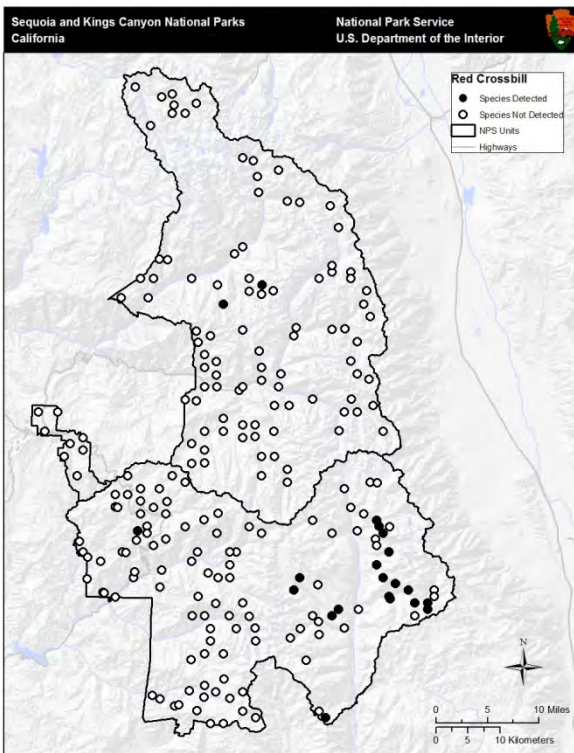 Sequoia and Kings Canyon National Parks
California
National Park Service
U.S. Department of the Interior
Red Crossbill
Species Detected
Species Not Detected
NPS Units
Highways
N
0 5 10 Miles
0 5 10 Kilometers